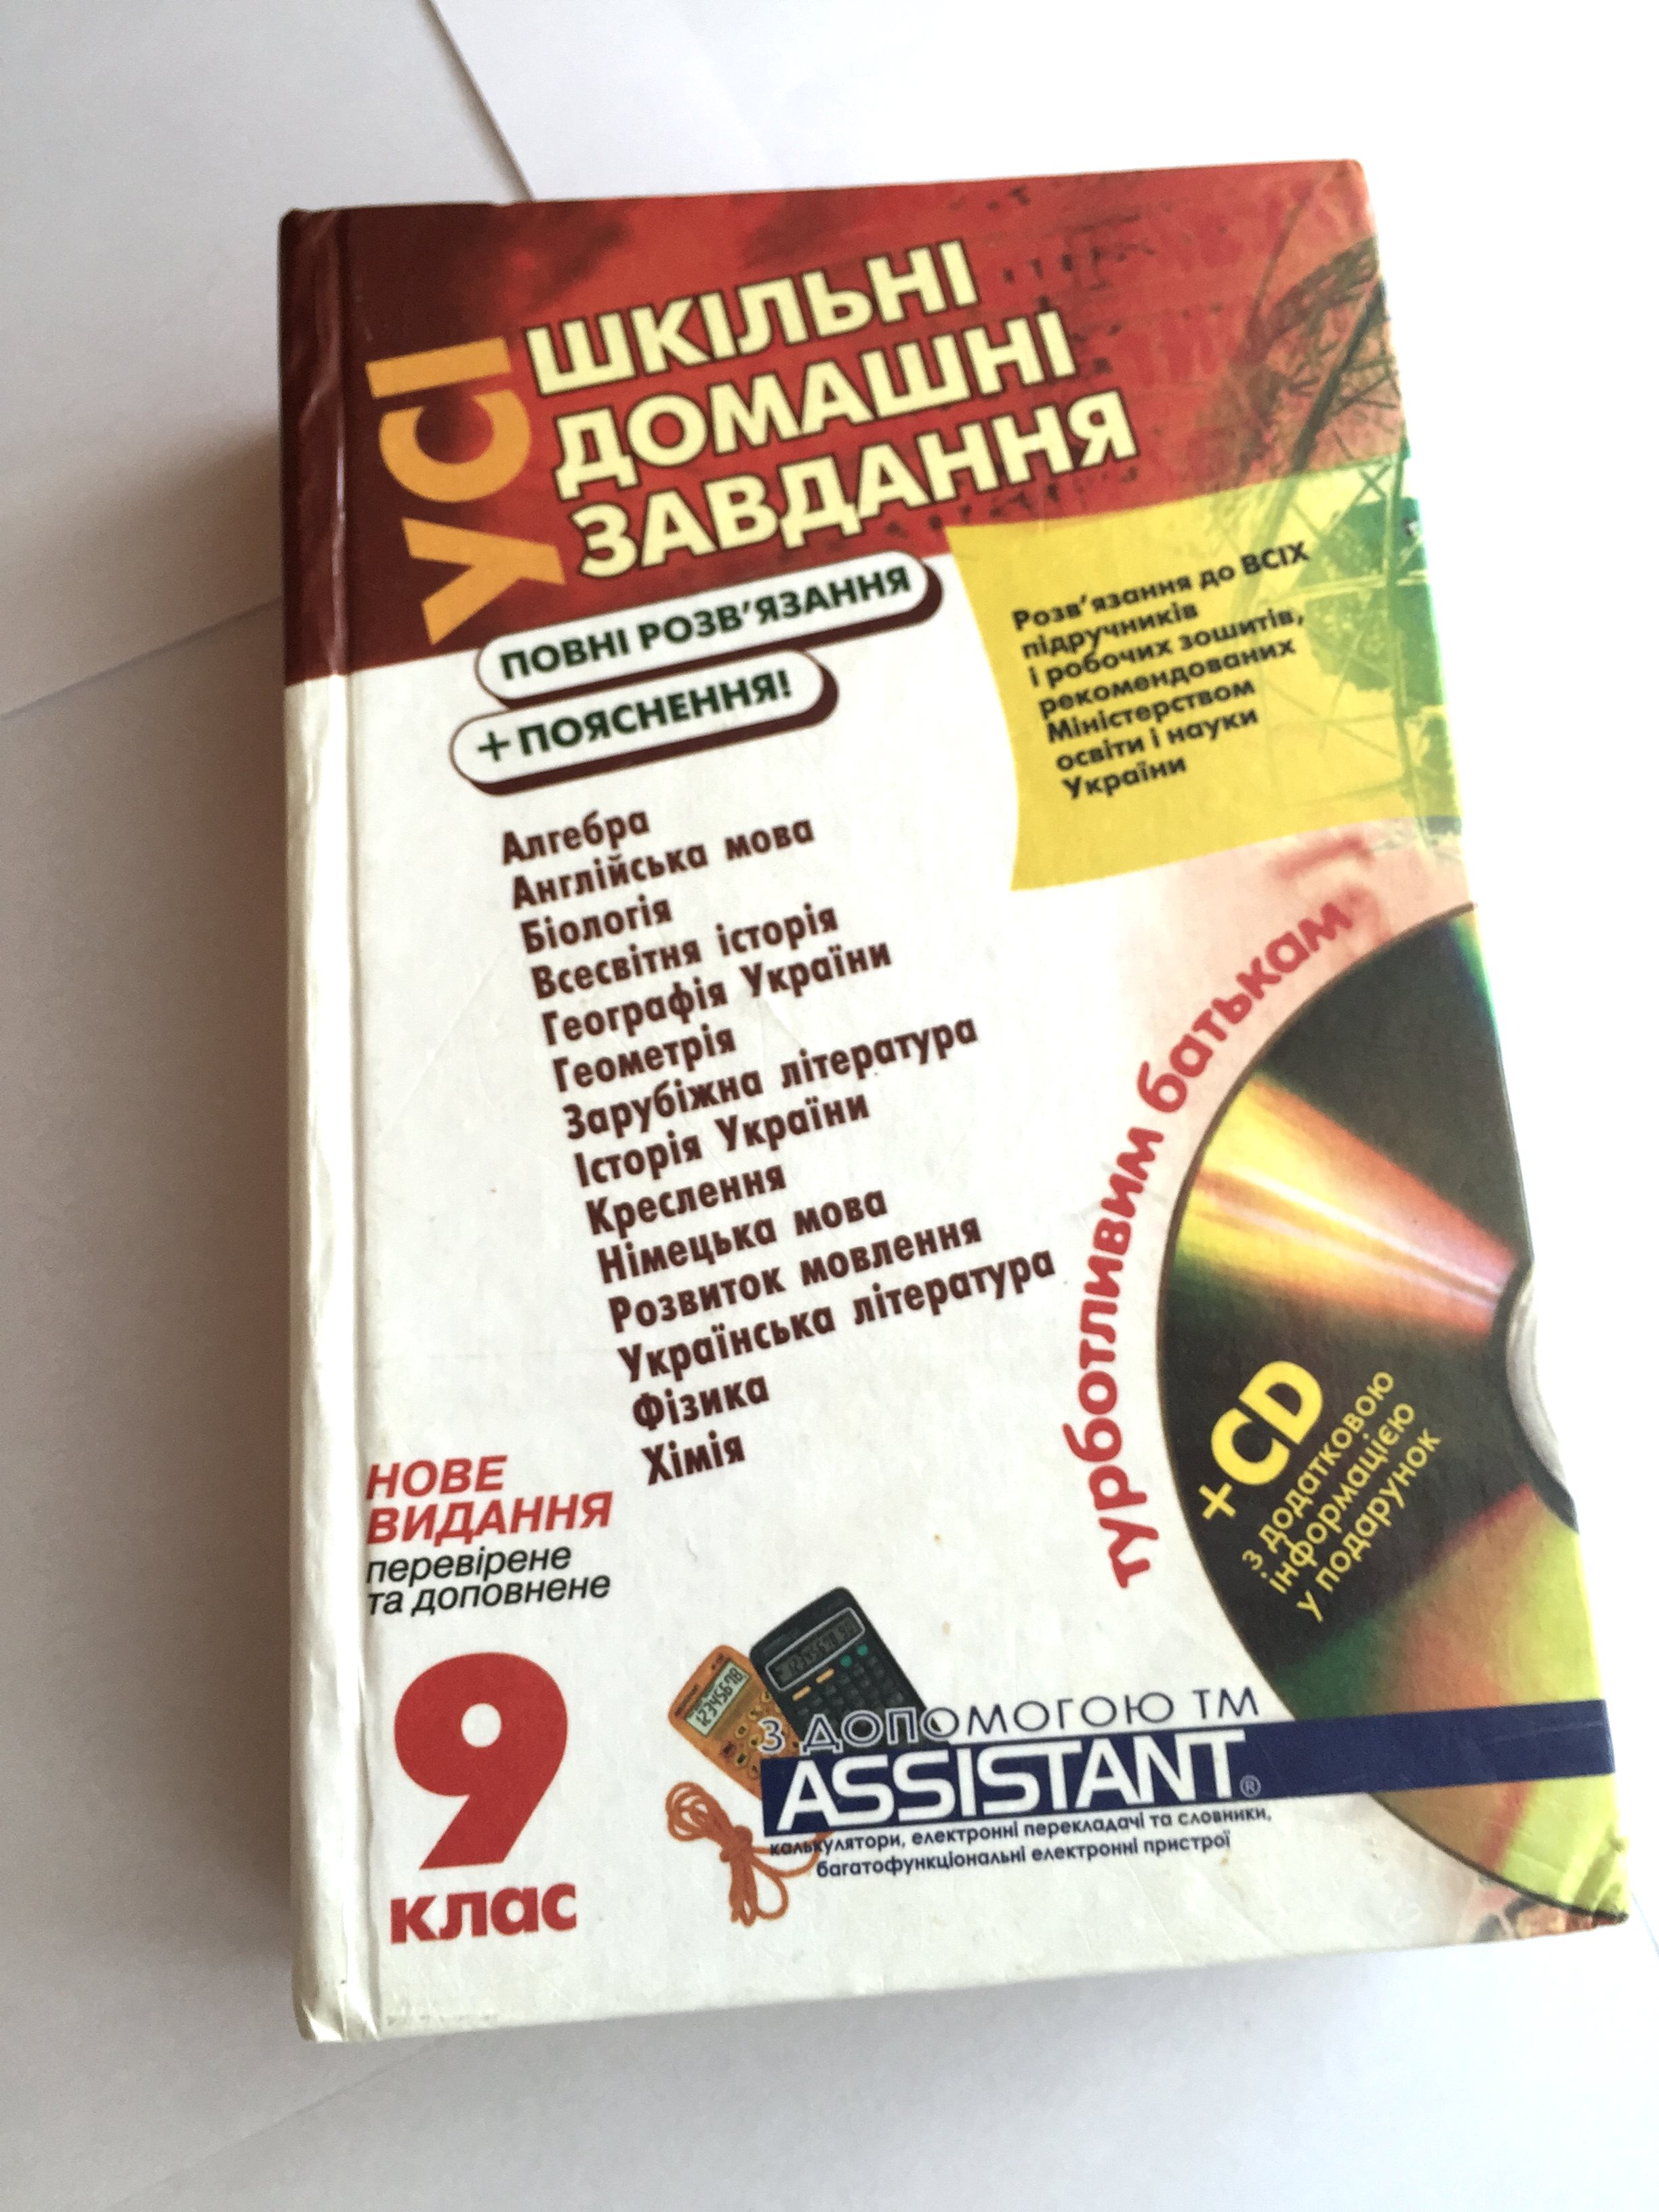 УСІ
ШКІЛЬНІ
ДОМАШНІ
ЗАВДАННЯ
ПОВНІ РОЗВ'ЯЗАННЯ
+ ПОЯСНЕННЯ!
Розв'язання до ВСІХ
підручників
і робочих зошитів,
рекомендованих
Міністерством
освіти і науки
України
Алгебра
Англійська мова
Біологія
Всесвітня історія
Географія України
Геометрія
Зарубіжна література
Історія України
Креслення
Німецька мова
Розвиток мовлення
Українська література
Фізика
Хімія
турботливим батькам
+CD
з додатковою
інформацією
у подарунок
НОВЕ
ВИДАННЯ
перевірене
та доповнене
9
клас
12345678
З ДОПОМОГОЮ ТМ
ASSISTANT®
калькулятори, електронні перекладачі та словники,
багатофункціональні електронні пристрої